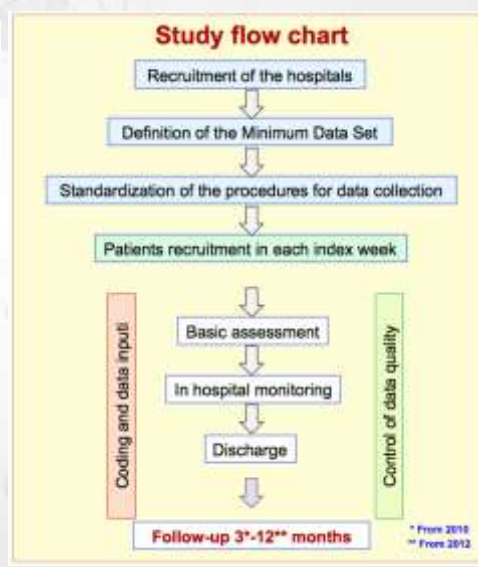 Study flow chart
Recruitment of the hospitals
Definition of the Minimum Data Set
Standardization of the procedures for data collection
Patients recruitment in each index week
Coding and data inputi
Basic assessment
In hospital monitoring
Discharge
Control of data quality
Follow-up 3*-12** months
* From 2010
** From 2012